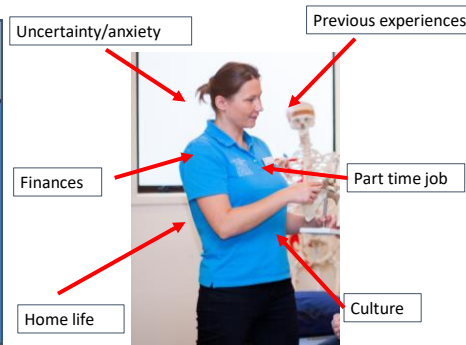 Previous experiences
Uncertainty/anxiety
Finances
Part time job
Home life
Culture